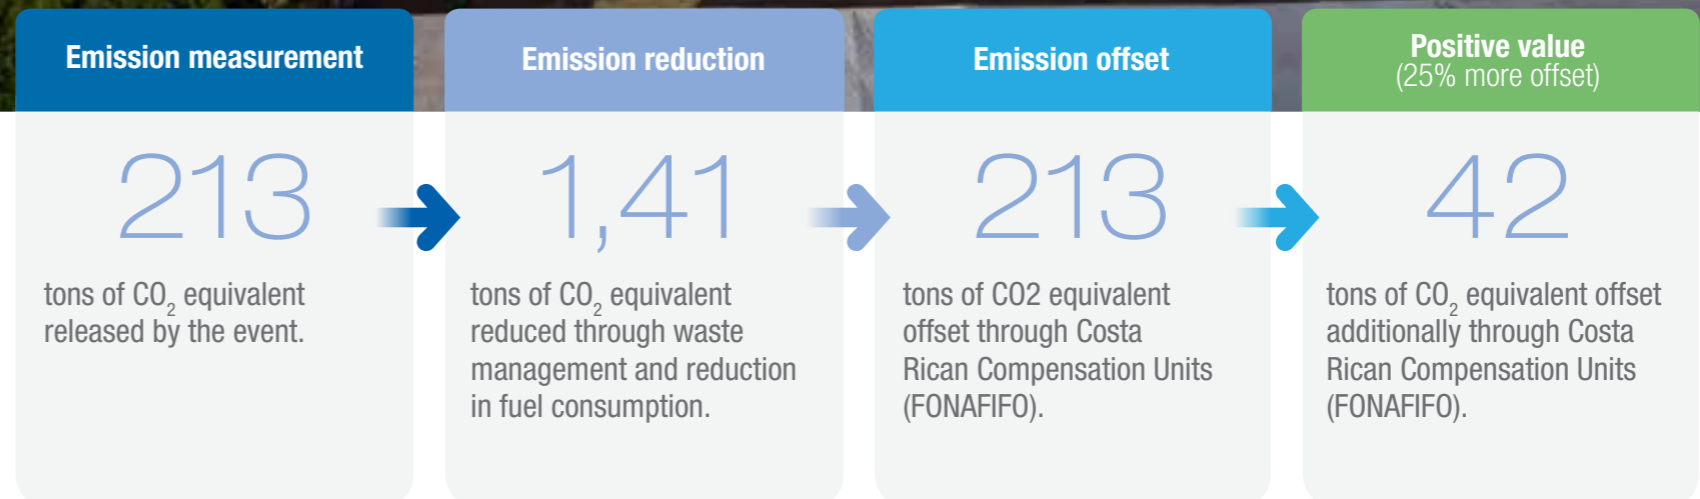 Emission measurement
213
tons of CO₂ equivalent
released by the event.
Emission reduction
1,41
tons of CO₂ equivalent
reduced through waste
management and reduction
in fuel consumption.
Emission offset
213
tons of CO2 equivalent
offset through Costa
Rican Compensation Units
(FONAFIFO).
Positive value
(25% more offset)
42
tons of CO₂ equivalent offset
additionally through Costa
Rican Compensation Units
(FONAFIFO).